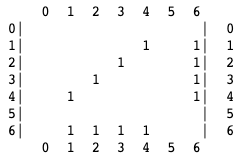 0  1  2  3  4  5  6
0|                     |  0
1|              1     1|  1
2|           1        1|  2
3|        1           1|  3
4|     1              1|  4
5|                     |  5
6|     1  1  1  1      |  6
    0  1  2  3  4  5  6